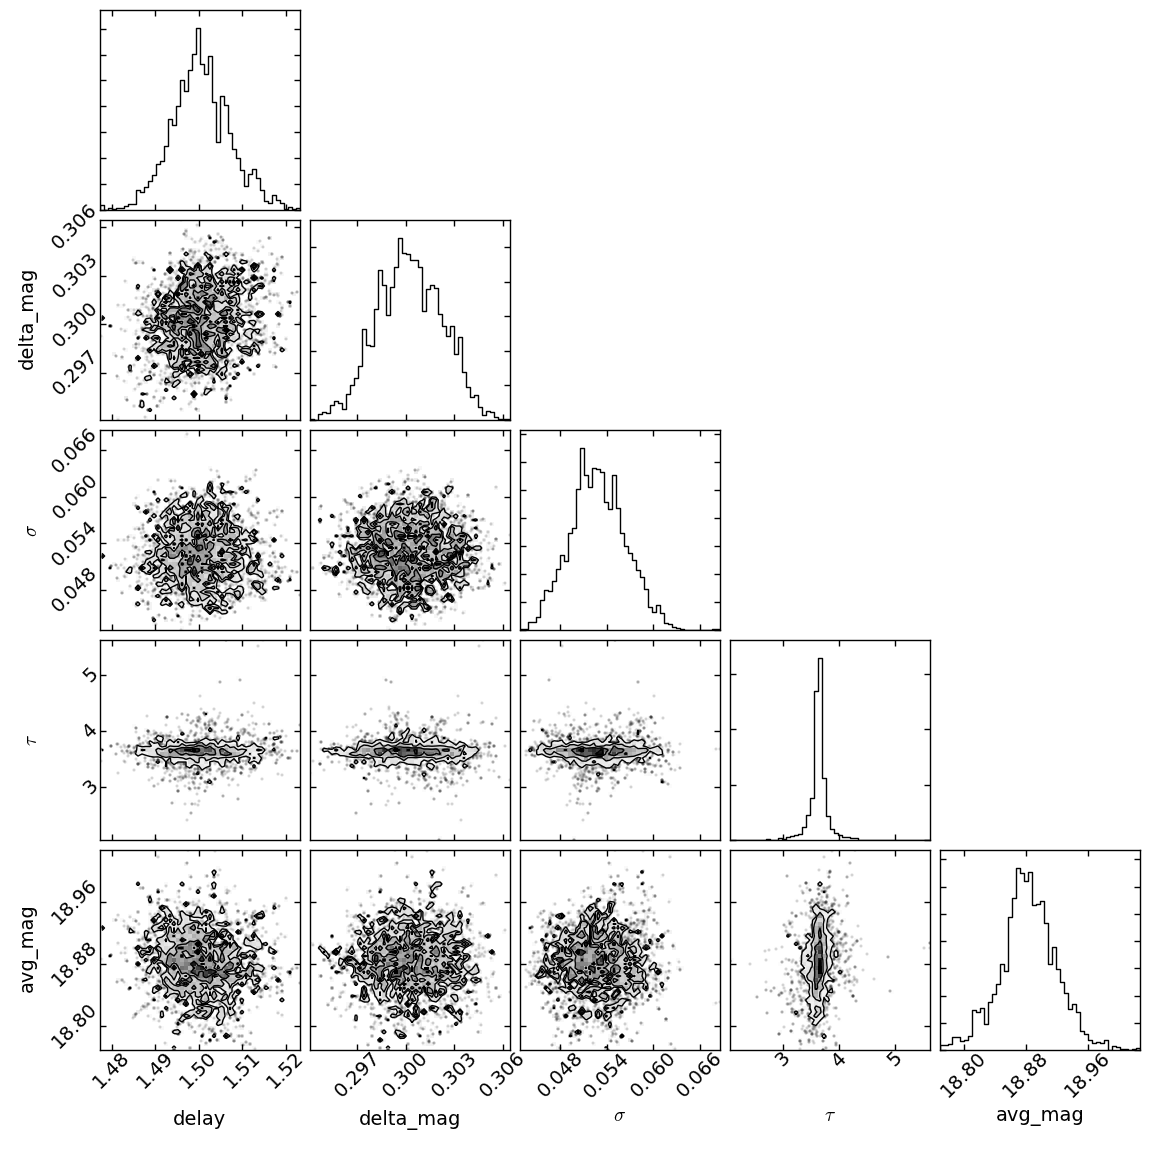 0.306
0.303
0.300
0.297
delta_mag
0.066
0.060
0.054
0.048
σ
5
4
3
τ
18.96
18.88
18.80
avg_mag
1.48 1.49 1.50 1.51 1.52
0.297 0.300 0.303 0.306
0.048 0.054 0.060 0.066
3 4 5
18.80 18.88 18.96
delay delta_mag σ τ avg_mag